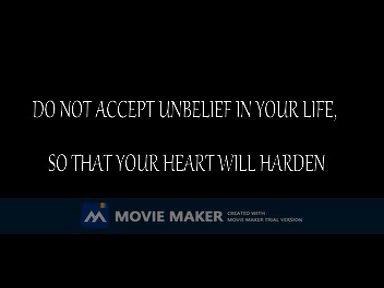 DO NOT ACCEPT UNBELIEF IN YOUR LIFE,
SO THAT YOUR HEART WILL HARDEN
MOVIE MAKER
CREATED WITH
MOVIE MAKER TRIAL VERSION